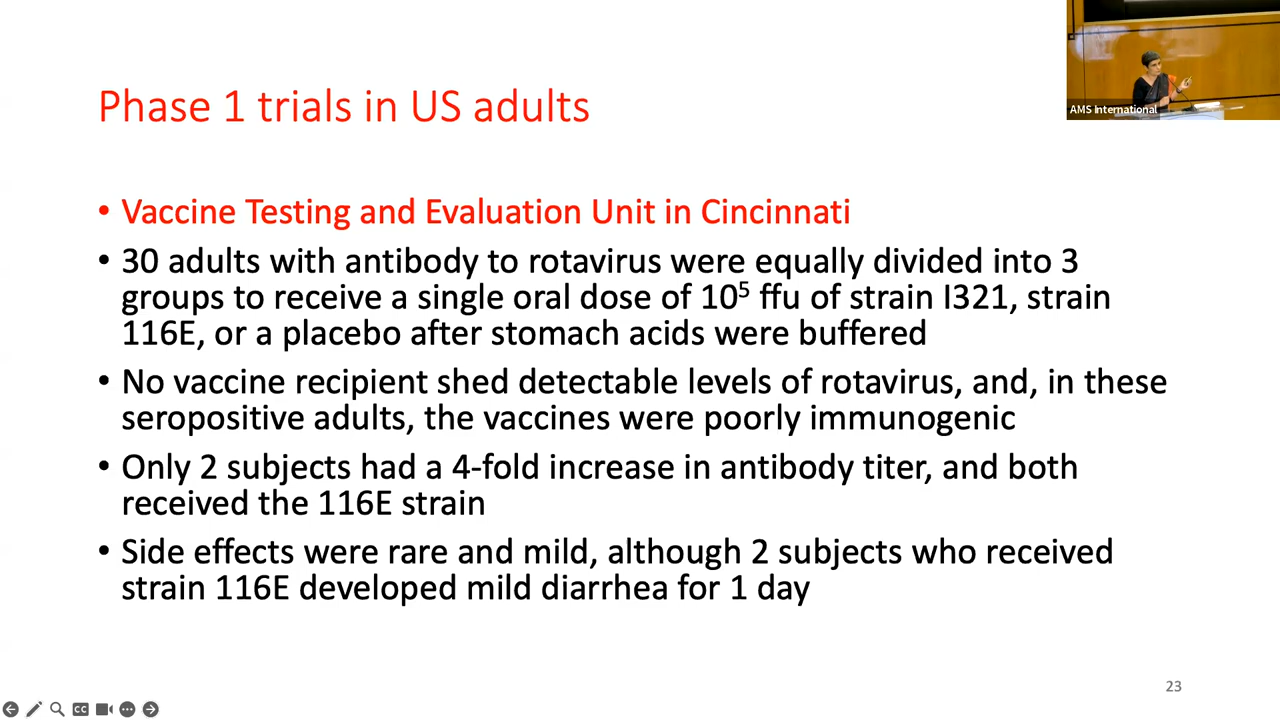 AMS International
Phase 1 trials in US adults
• Vaccine Testing and Evaluation Unit in Cincinnati
• 30 adults with antibody to rotavirus were equally divided into 3
groups to receive a single oral dose of 10⁵ ffu of strain I321, strain
116E, or a placebo after stomach acids were buffered
• No vaccine recipient shed detectable levels of rotavirus, and, in these
seropositive adults, the vaccines were poorly immunogenic
• Only 2 subjects had a 4-fold increase in antibody titer, and both
received the 116E strain
• Side effects were rare and mild, although 2 subjects who received
strain 116E developed mild diarrhea for 1 day
23
CC